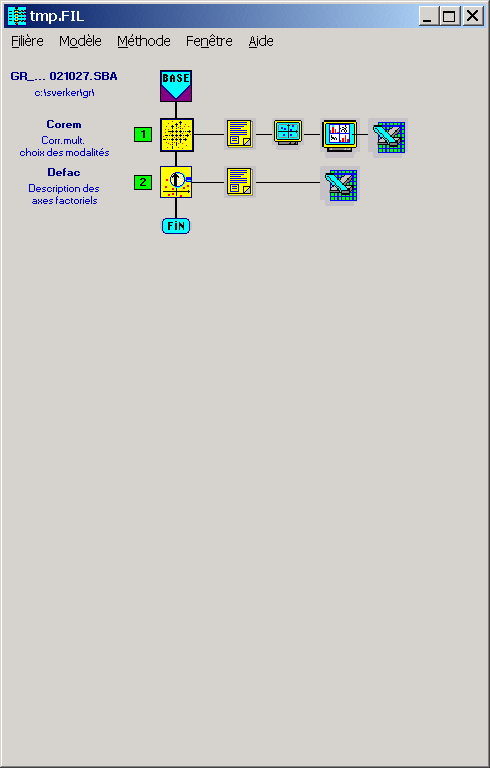 tmp.FIL
Filière Modèle Méthode Fenêtre Aide
GR_... 021027.SBA
c:\sverker\gr\
BASE
Corem
Corr.mult.
choix des modalités
1
Defac
Description des
axes factoriels
2
FIN